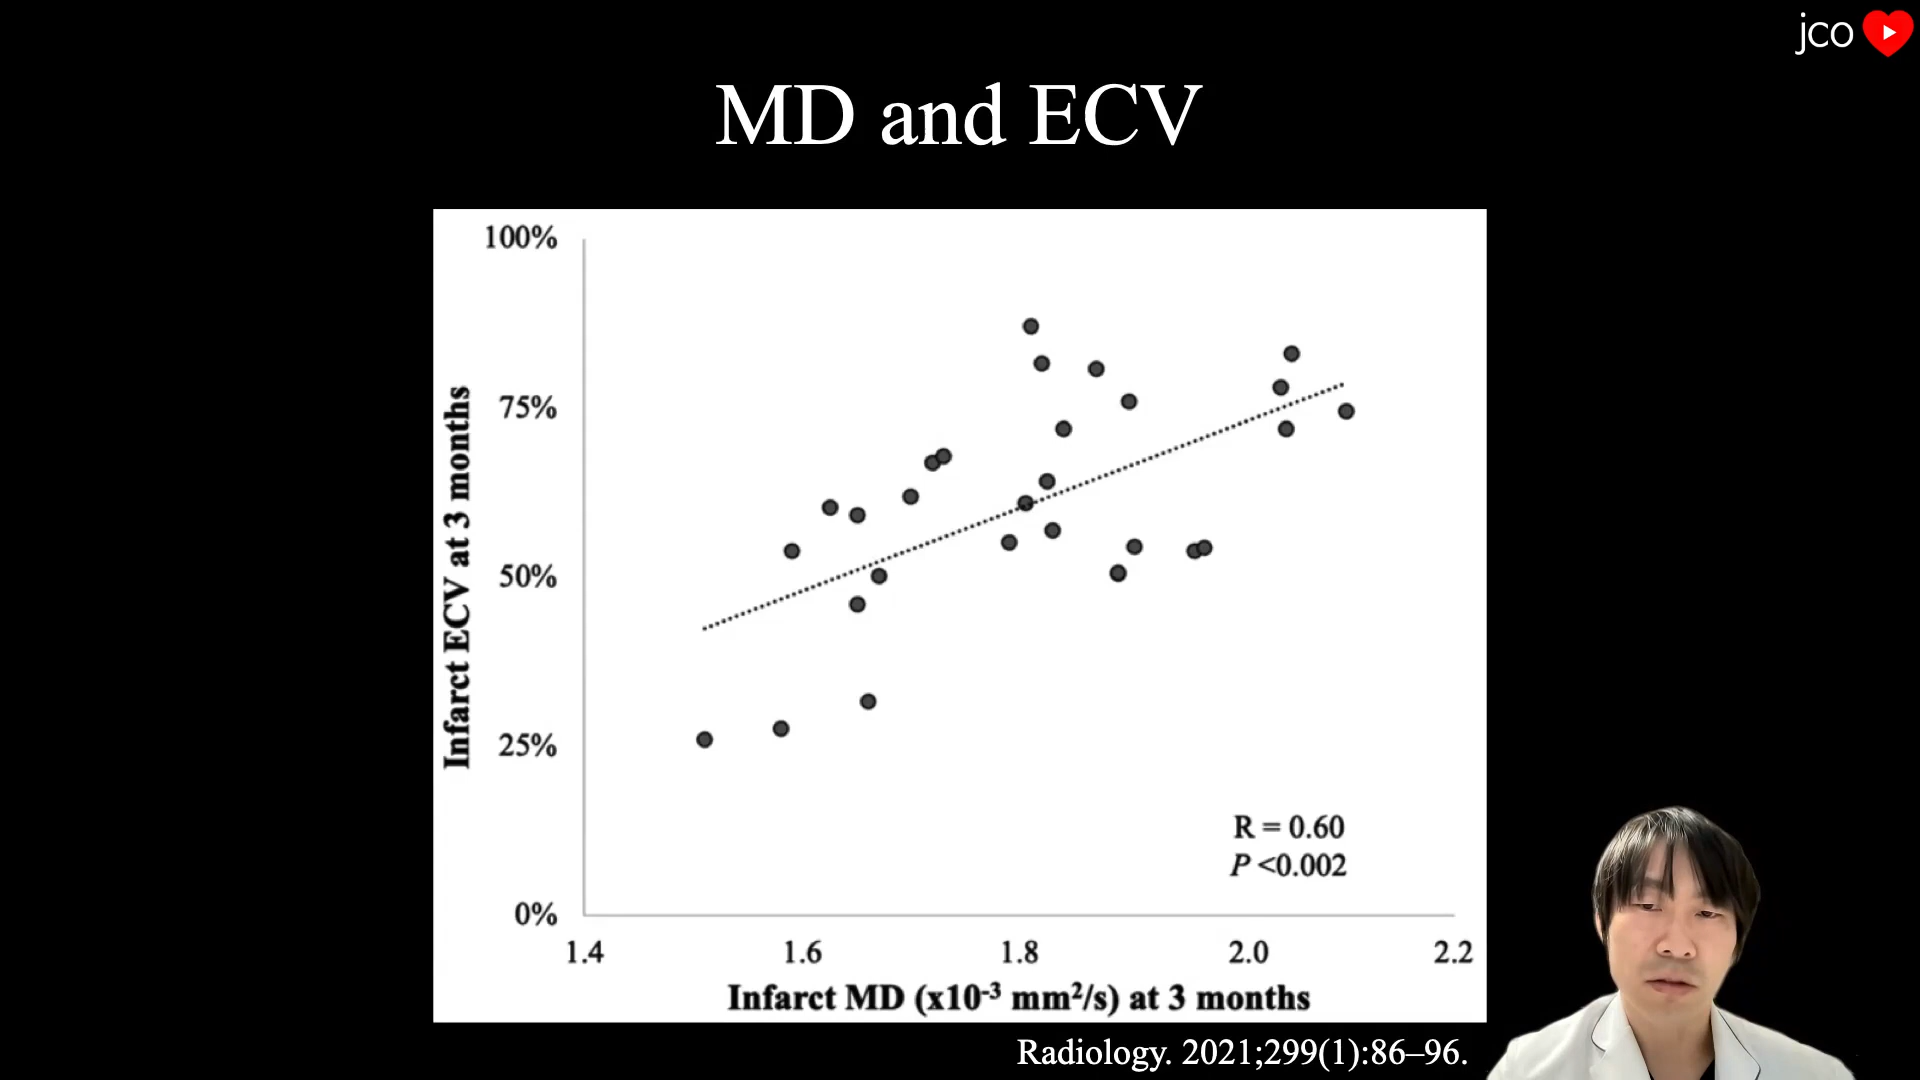 jco
MD and ECV
100%
75%
50%
25%
0%
Infarct ECV at 3 months
R = 0.60
P <0.002
1.4 1.6 1.8 2.0 2.2
Infarct MD (x10⁻³ mm²/s) at 3 months
Radiology. 2021;299(1):86–96.